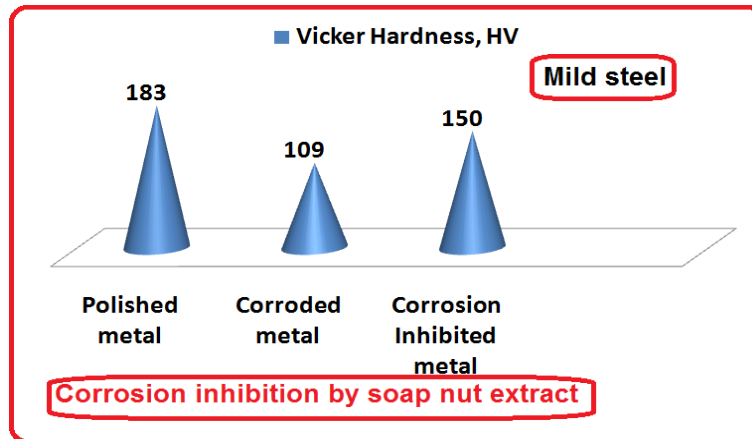 Vicker Hardness, HV
Mild steel
183
109
150
Polished
metal
Corroded
metal
Corrosion
Inhibited
metal
Corrosion inhibition by soap nut extract